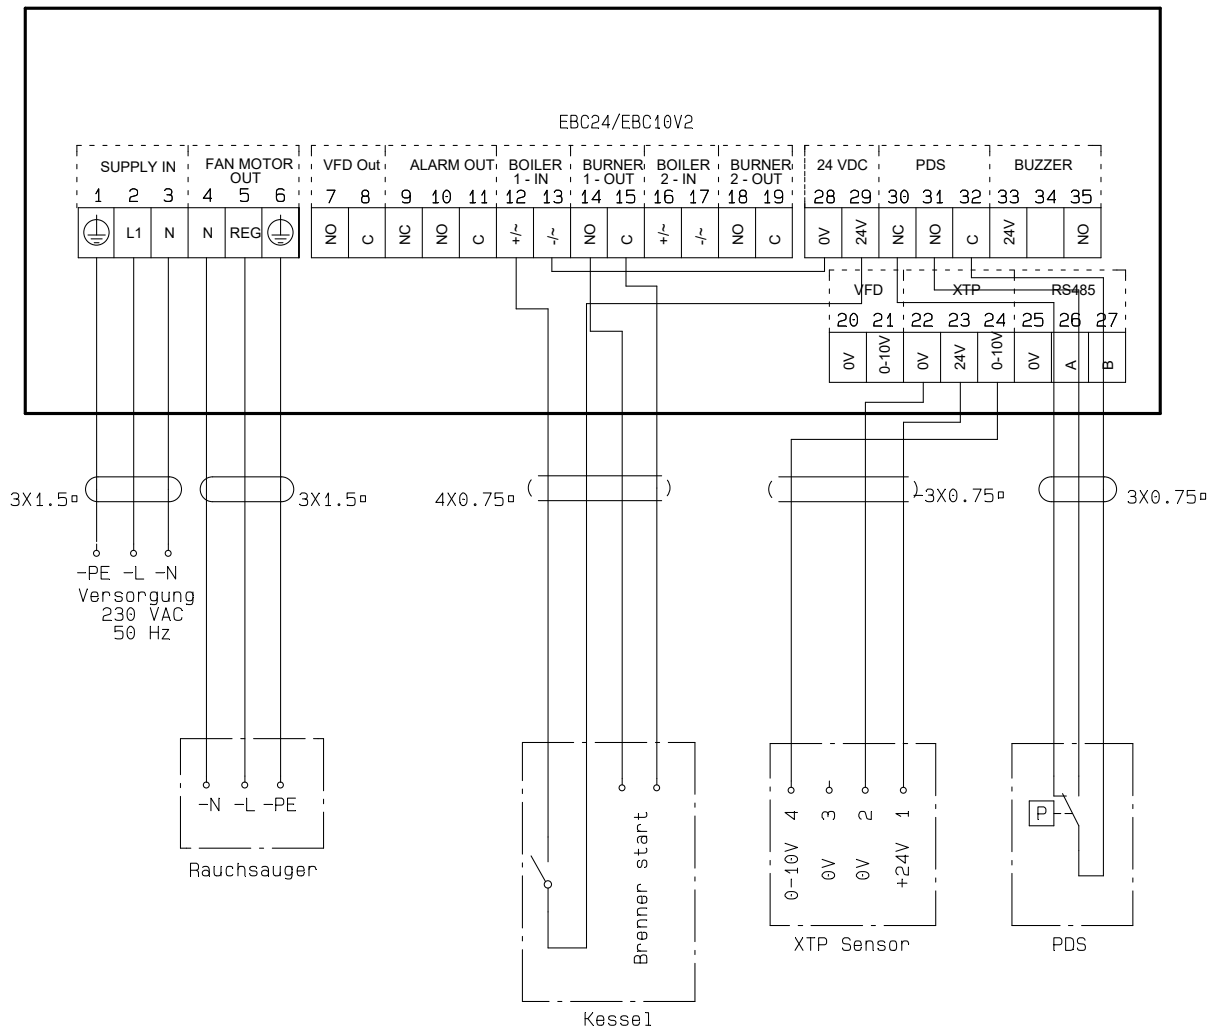 EBC24/EBC10V2
SUPPLY IN
FAN MOTOR
OUT
VFD Out
ALARM OUT
BOILER
1 - IN
BURNER
1 - OUT
BOILER
2 - IN
BURNER
2 - OUT
24 VDC
PDS
BUZZER
1 2 3 4 5 6 7 8 9 10 11 12 13 14 15 16 17 18 19 28 29 30 31 32 33 34 35
L1 N N REG NO C NC NO C +/~ -/~ NO C +/~ -/~ NO C 0V 24V NC NO C 24V NO
VFD XTP RS485
20 21 22 23 24 25 26 27
0V 0-10V 0V 24V 0-10V 0V A B
3X1.5
3X1.5
4X0.75
3X0.75
3X0.75
-PE -L -N
Versorgung
230 VAC
50 Hz
-N -L -PE
Rauchsauger
Brenner start
Kessel
4 3 2 1
0-10V 0V 0V +24V
XTP Sensor
P
PDS